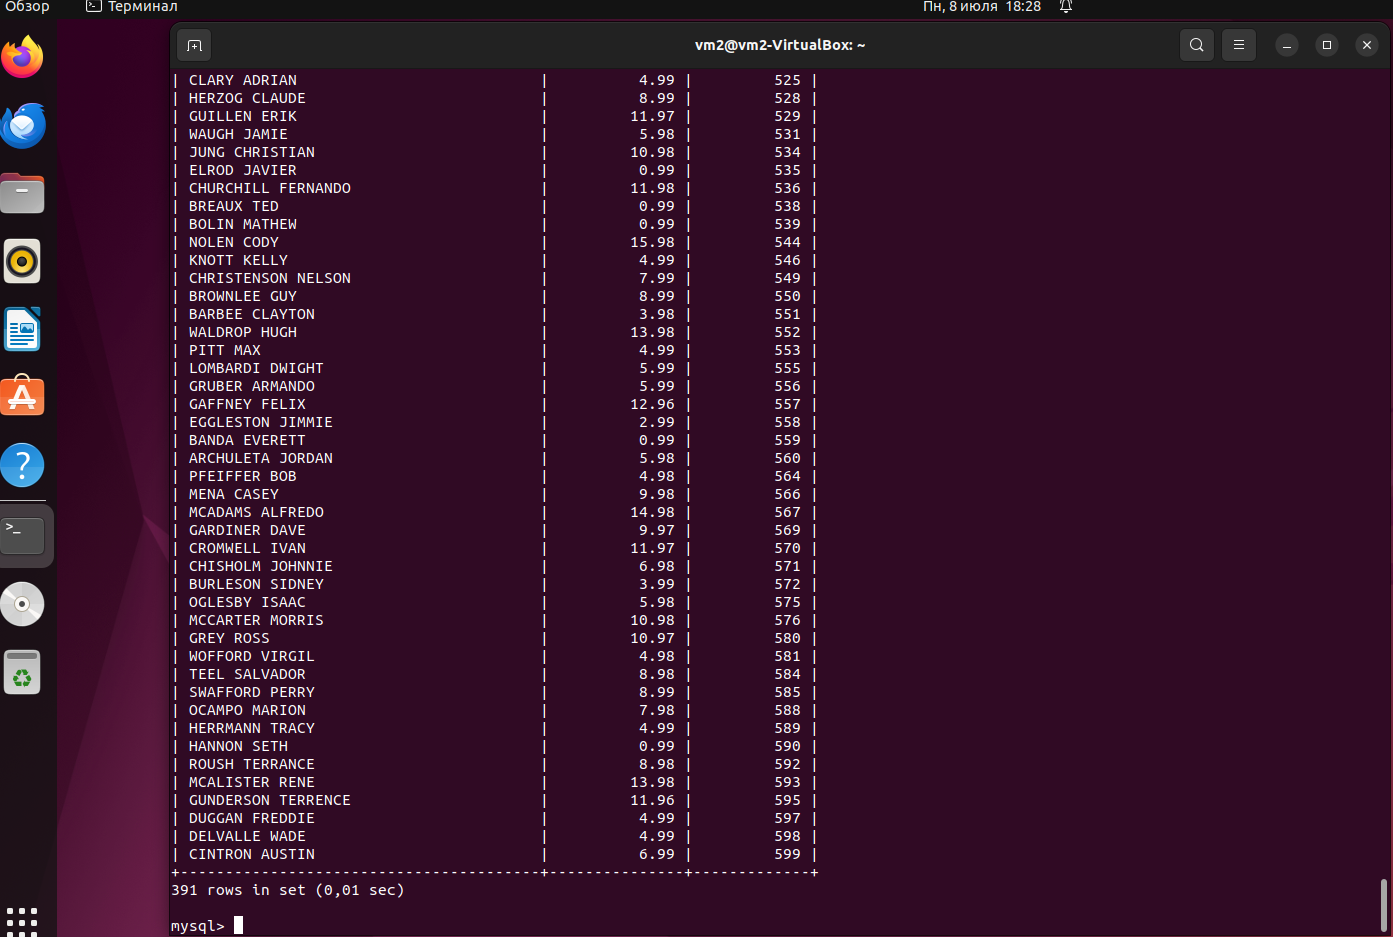 Обзор Терминал Пн, 8 июля 18:28
vm2@vm2-VirtualBox: ~
| CLARY ADRIAN | 4.99 | 525 |
| HERZOG CLAUDE | 8.99 | 528 |
| GUILLEN ERIK | 11.97 | 529 |
| WAUGH JAMIE | 5.98 | 531 |
| JUNG CHRISTIAN | 10.98 | 534 |
| ELROD JAVIER | 0.99 | 535 |
| CHURCHILL FERNANDO | 11.98 | 536 |
| BREAUX TED | 0.99 | 538 |
| BOLIN MATHEW | 0.99 | 539 |
| NOLEN CODY | 15.98 | 544 |
| KNOTT KELLY | 4.99 | 546 |
| CHRISTENSON NELSON | 7.99 | 549 |
| BROWNLEE GUY | 8.99 | 550 |
| BARBEE CLAYTON | 3.98 | 551 |
| WALDROP HUGH | 13.98 | 552 |
| PITT MAX | 4.99 | 553 |
| LOMBARDI DWIGHT | 5.99 | 555 |
| GRUBER ARMANDO | 5.99 | 556 |
| GAFFNEY FELIX | 12.96 | 557 |
| EGGLESTON JIMMIE | 2.99 | 558 |
| BANDA EVERETT | 0.99 | 559 |
| ARCHULETA JORDAN | 5.98 | 560 |
| PFEIFFER BOB | 4.98 | 564 |
| MENA CASEY | 9.98 | 566 |
| MCADAMS ALFREDO | 14.98 | 567 |
| GARDINER DAVE | 9.97 | 569 |
| CROMWELL IVAN | 11.97 | 570 |
| CHISHOLM JOHNNIE | 6.98 | 571 |
| BURLESON SIDNEY | 3.99 | 572 |
| OGLESBY ISAAC | 5.98 | 575 |
| MCCARTER MORRIS | 10.98 | 576 |
| GREY ROSS | 10.97 | 580 |
| WOFFORD VIRGIL | 4.98 | 581 |
| TEEL SALVADOR | 8.98 | 584 |
| SWAFFORD PERRY | 8.99 | 585 |
| OCAMPO MARION | 7.98 | 588 |
| HERRMANN TRACY | 4.99 | 589 |
| HANNON SETH | 0.99 | 590 |
| ROUSH TERRANCE | 8.98 | 592 |
| MCALISTER RENE | 13.98 | 593 |
| GUNDERSON TERRENCE | 11.96 | 595 |
| DUGGAN FREDDIE | 4.99 | 597 |
| DELVALLE WADE | 4.99 | 598 |
| CINTRON AUSTIN | 6.99 | 599 |
+----------------------------------------+---------------+-------------+
391 rows in set (0,01 sec)
mysql>